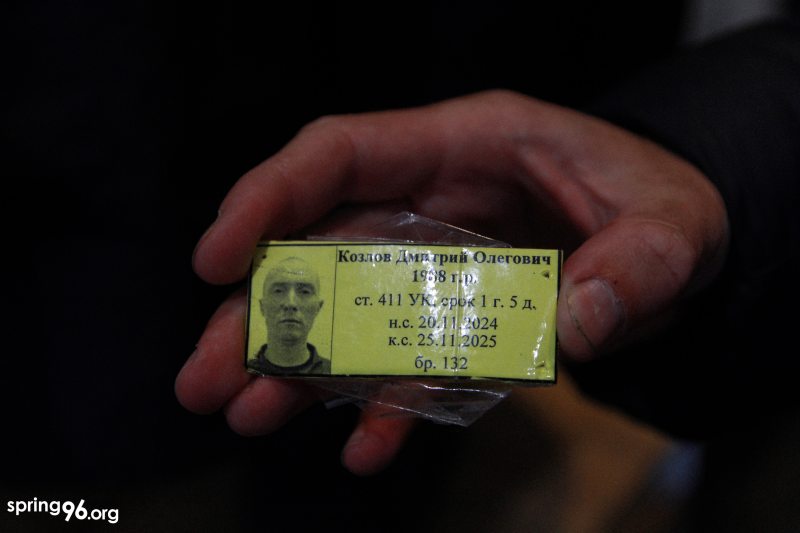 Козлов Дмитрий Олегович
1988 г.р.
ст. 411 УК, срок 1 г. 5 д.
н.с. 20.11.2024
к.с. 25.11.2025
бр. 132
spring96.org